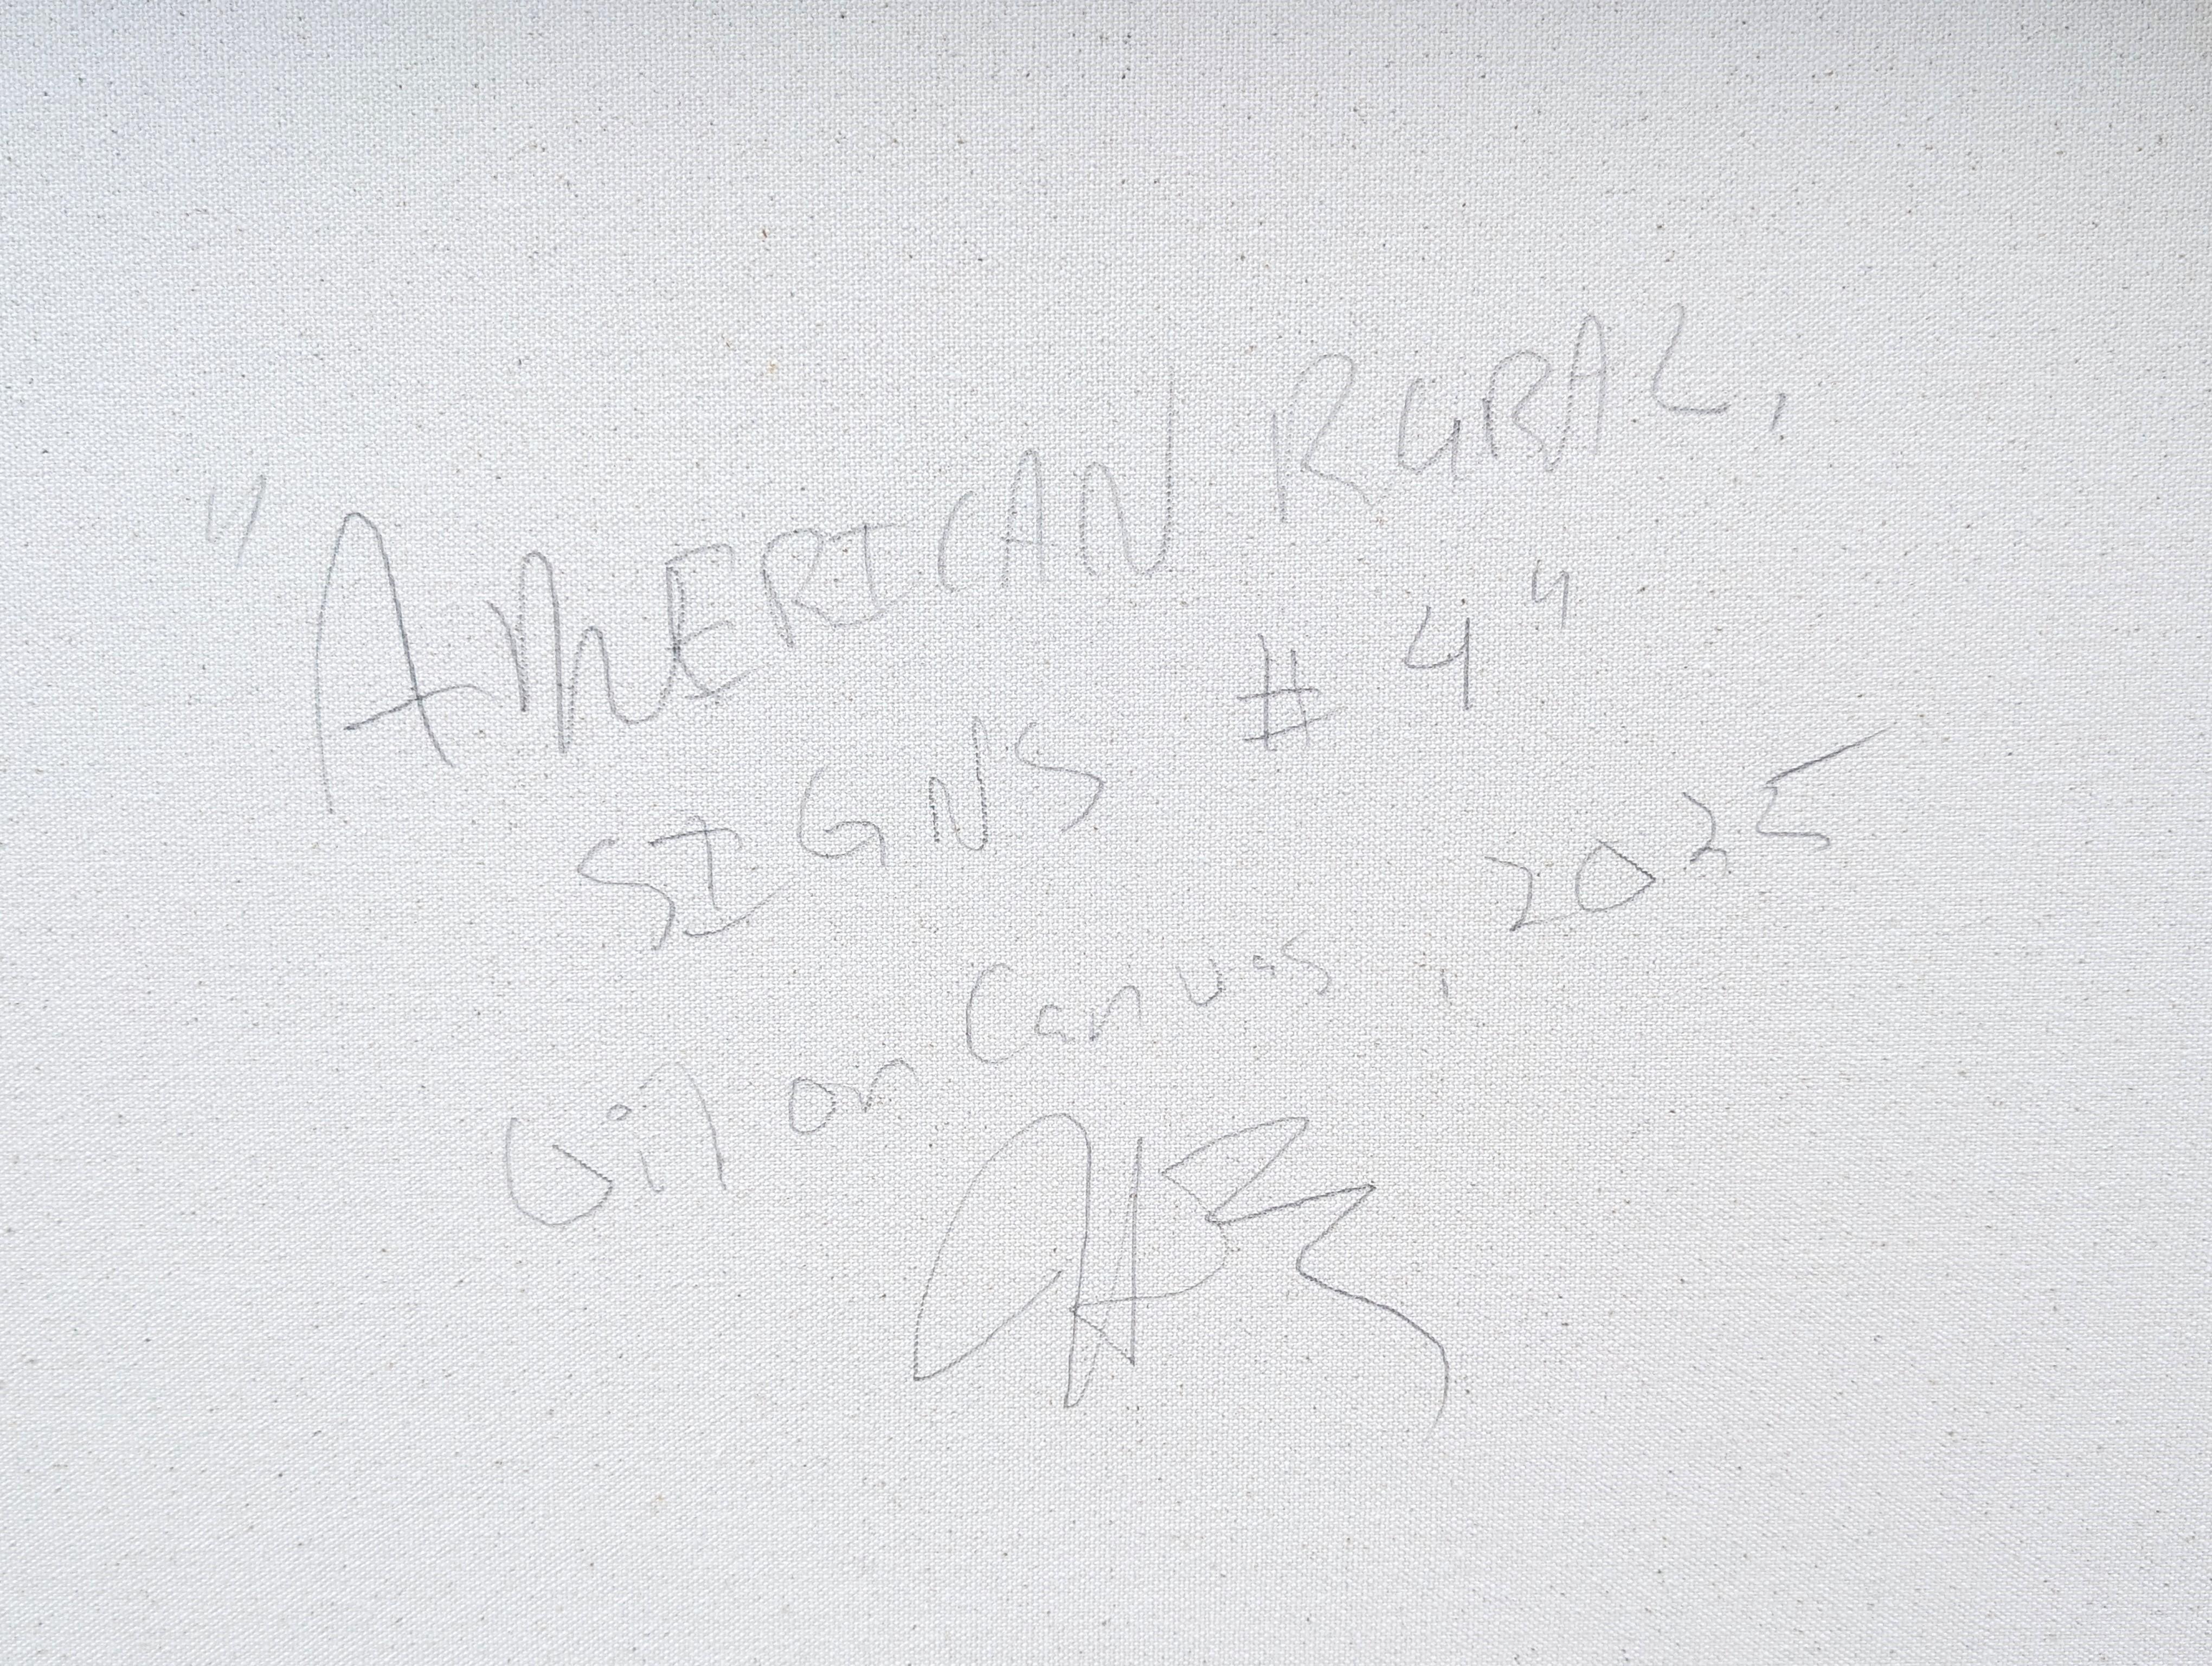 "AMERICAN RURAL,
SIGNS #4"
Oil on Canvas, 2025